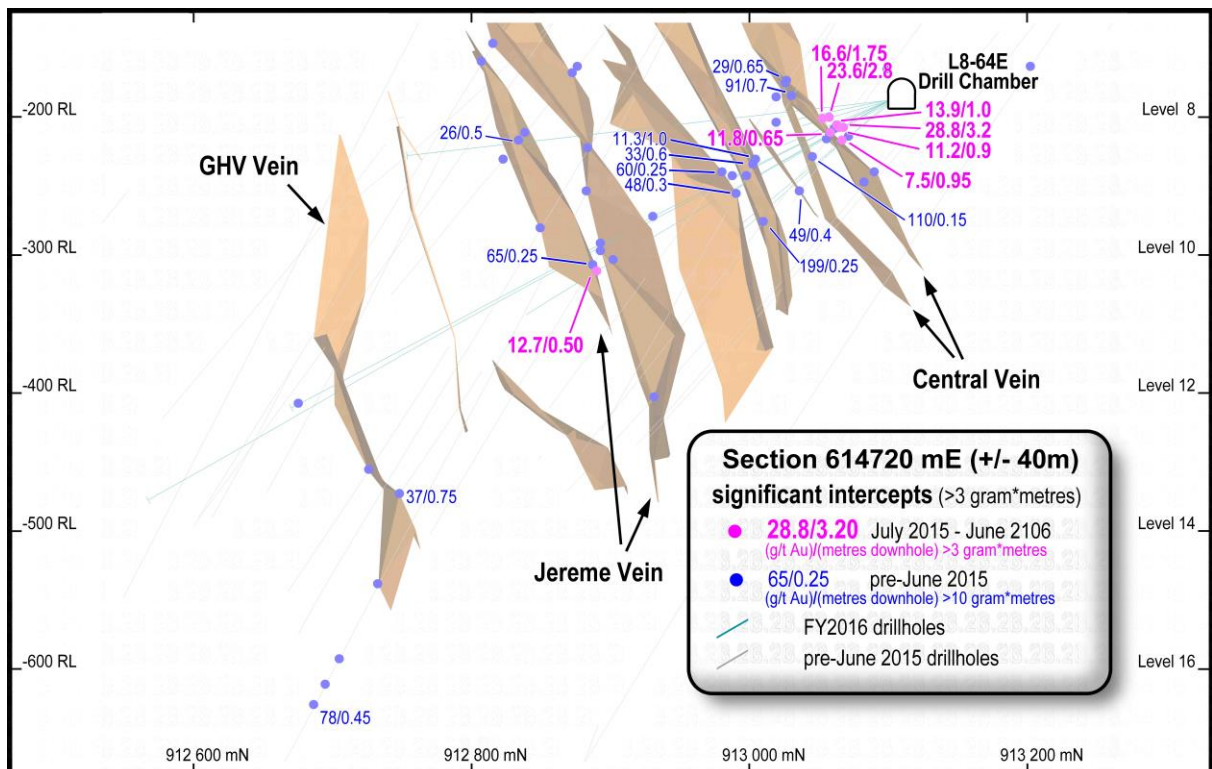 16.6/1.75
23.6/2.8
L8-64E
Drill Chamber
29/0.65
91/0.7
-200 RL
Level 8
13.9/1.0
28.8/3.2
11.2/0.9
7.5/0.95
11.8/0.65
11.3/1.0
33/0.6
60/0.25
48/0.3
26/0.5
GHV Vein
110/0.15
49/0.4
199/0.25
65/0.25
-300 RL
Level 10
12.7/0.50
Central Vein
-400 RL
Level 12
37/0.75
Jereme Vein
-500 RL
Level 14
Section 614720 mE (+/- 40m)
significant intercepts (>3 gram*metres)
28.8/3.20 July 2015 - June 2106
(g/t Au)/(metres downhole) >3 gram*metres
65/0.25 pre-June 2015
(g/t Au)/(metres downhole) >10 gram*metres
FY2016 drillholes
pre-June 2015 drillholes
-600 RL
Level 16
78/0.45
912 600 mN
912 800 mN
913 000 mN
913 200 mN